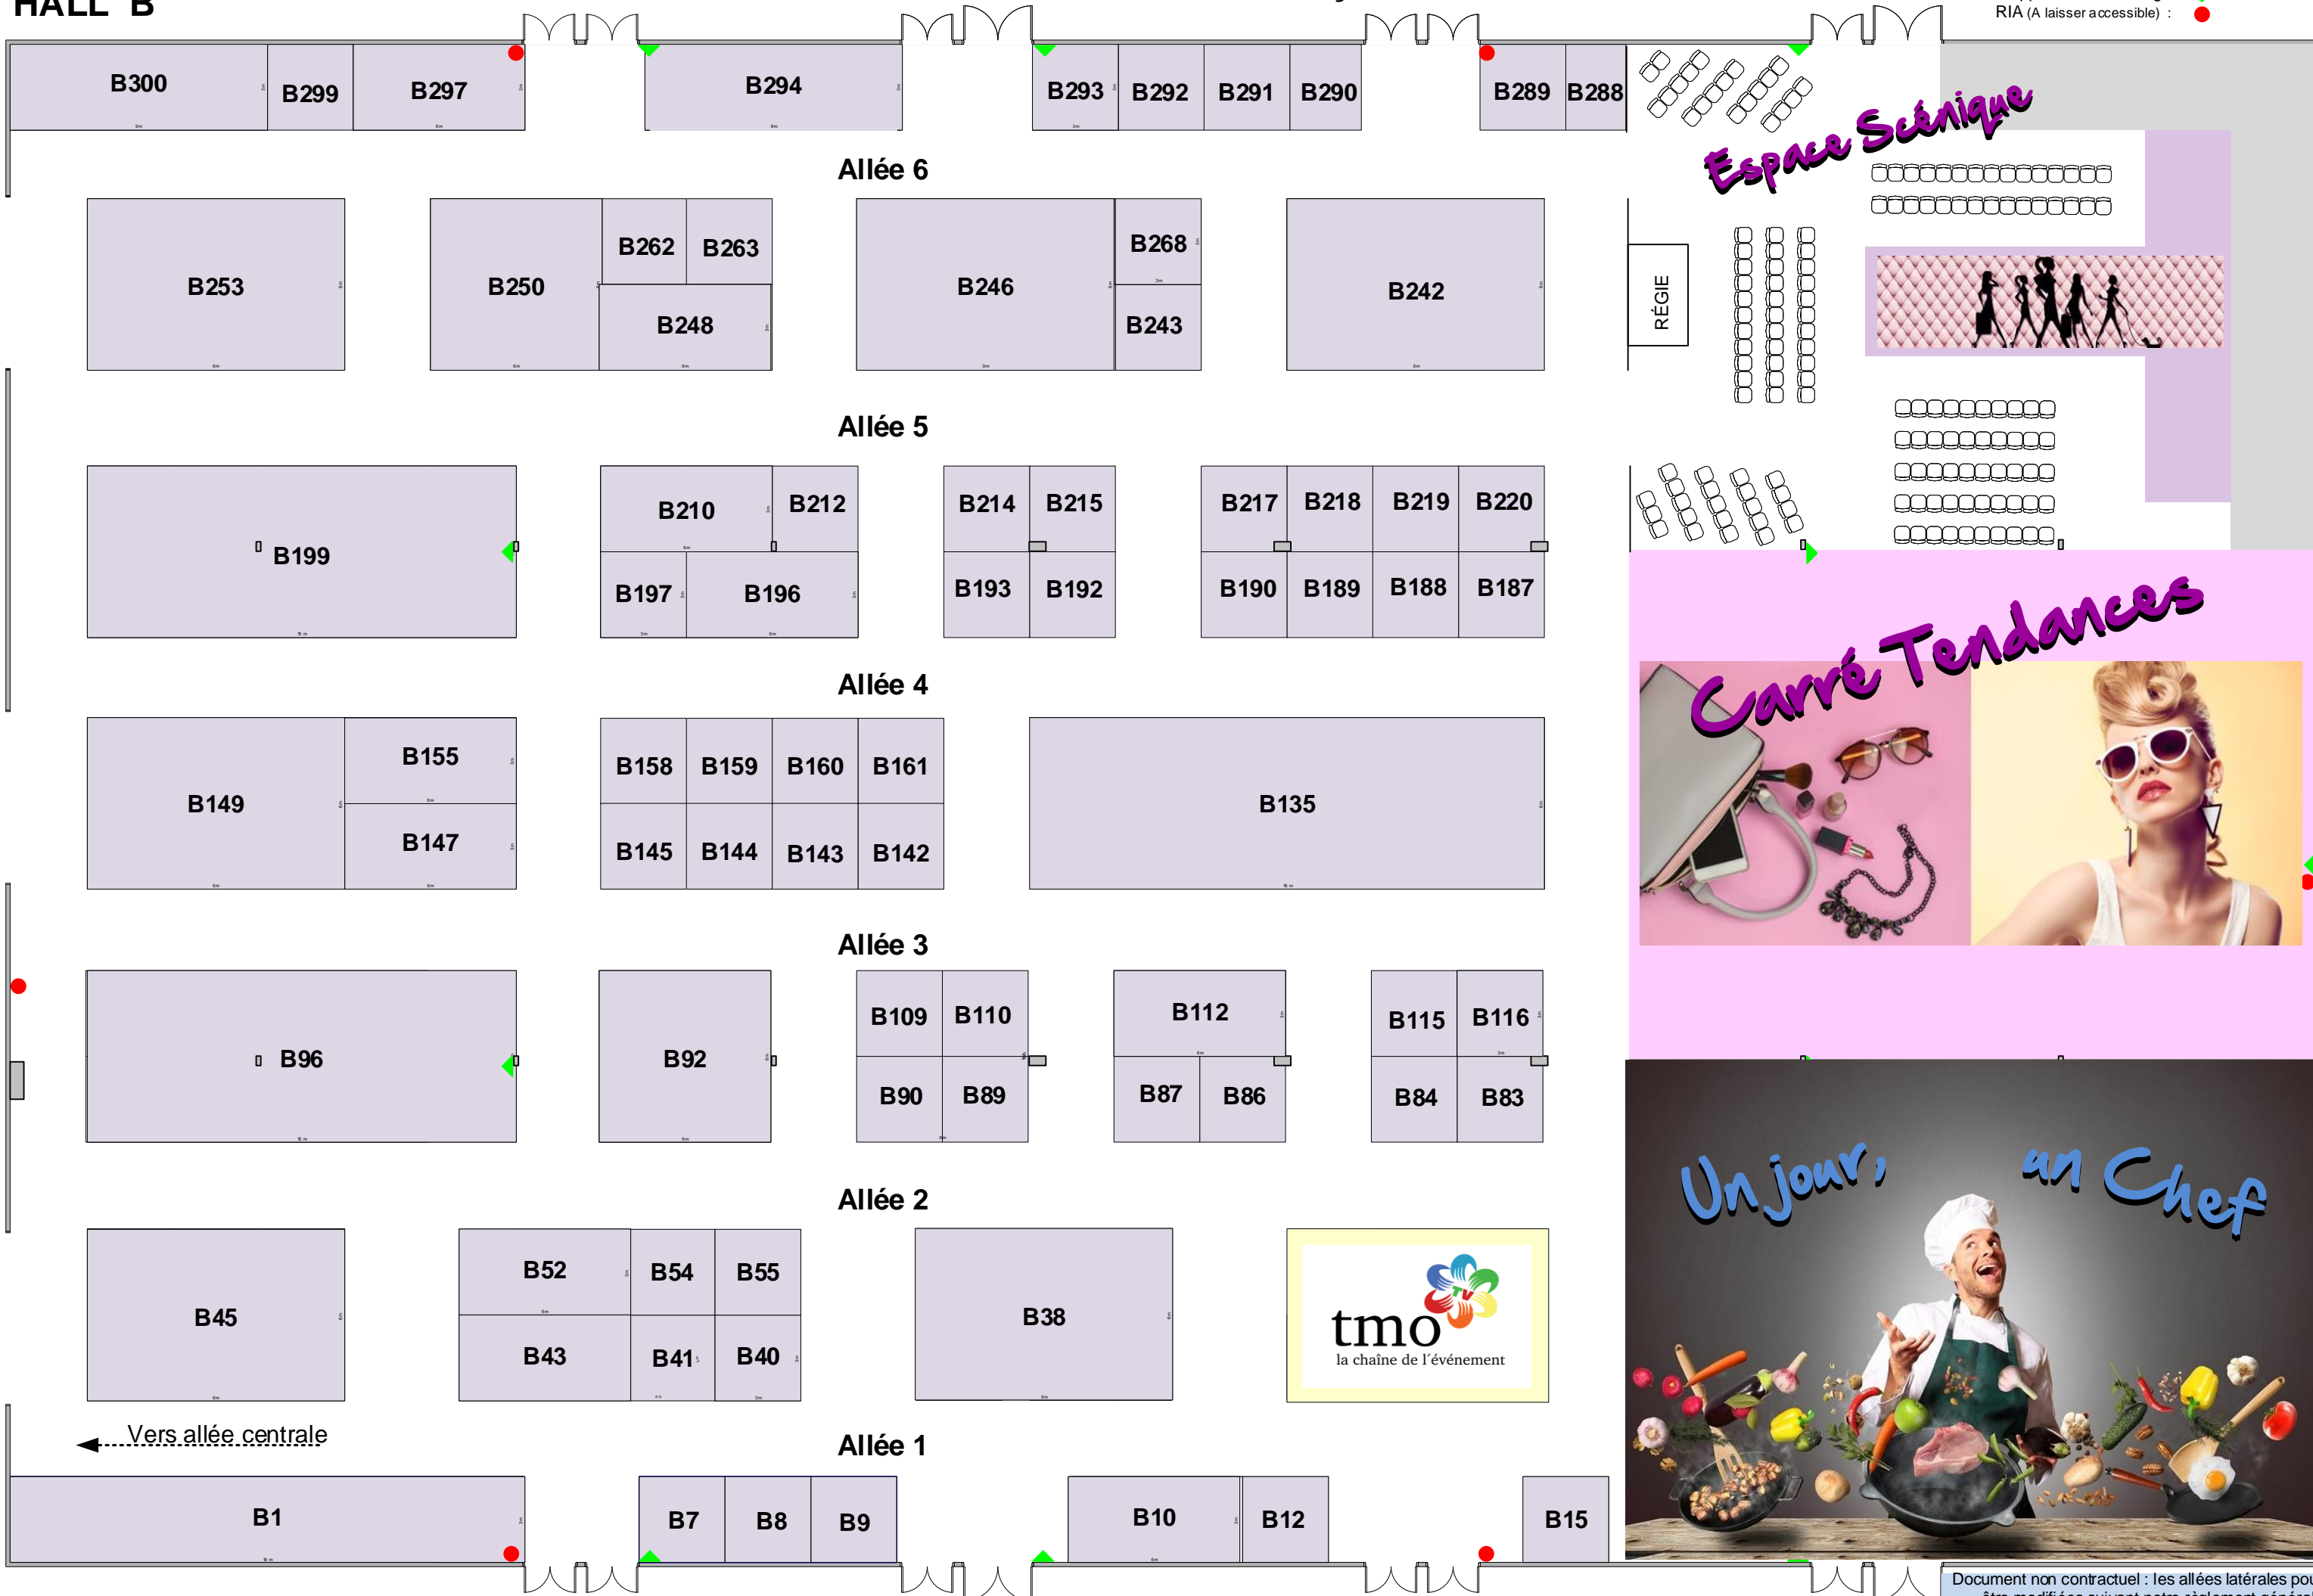 HALL B
RIA (A laisser accessible) :
B300
B299
B297
B294
B293
B292
B291
B290
B289
B288
Espace Scénique
Allée 6
B253
B250
B262
B263
B248
B246
B268
B243
B242
RÉGIE
Allée 5
B199
B210
B212
B197
B196
B214
B215
B193
B192
B217
B218
B219
B220
B190
B189
B188
B187
Carré Tendances
Allée 4
B149
B155
B147
B158
B159
B160
B161
B145
B144
B143
B142
B135
Allée 3
B96
B92
B109
B110
B90
B89
B112
B87
B86
B115
B116
B84
B83
Un jour, un Chef
Allée 2
B45
B52
B54
B55
B43
B41
B40
B38
TV
tmo
la chaîne de l'événement
Vers allée centrale
Allée 1
B1
B7
B8
B9
B10
B12
B15
Document non contractuel : les allées latérales
être modifiées suivant notre règlement